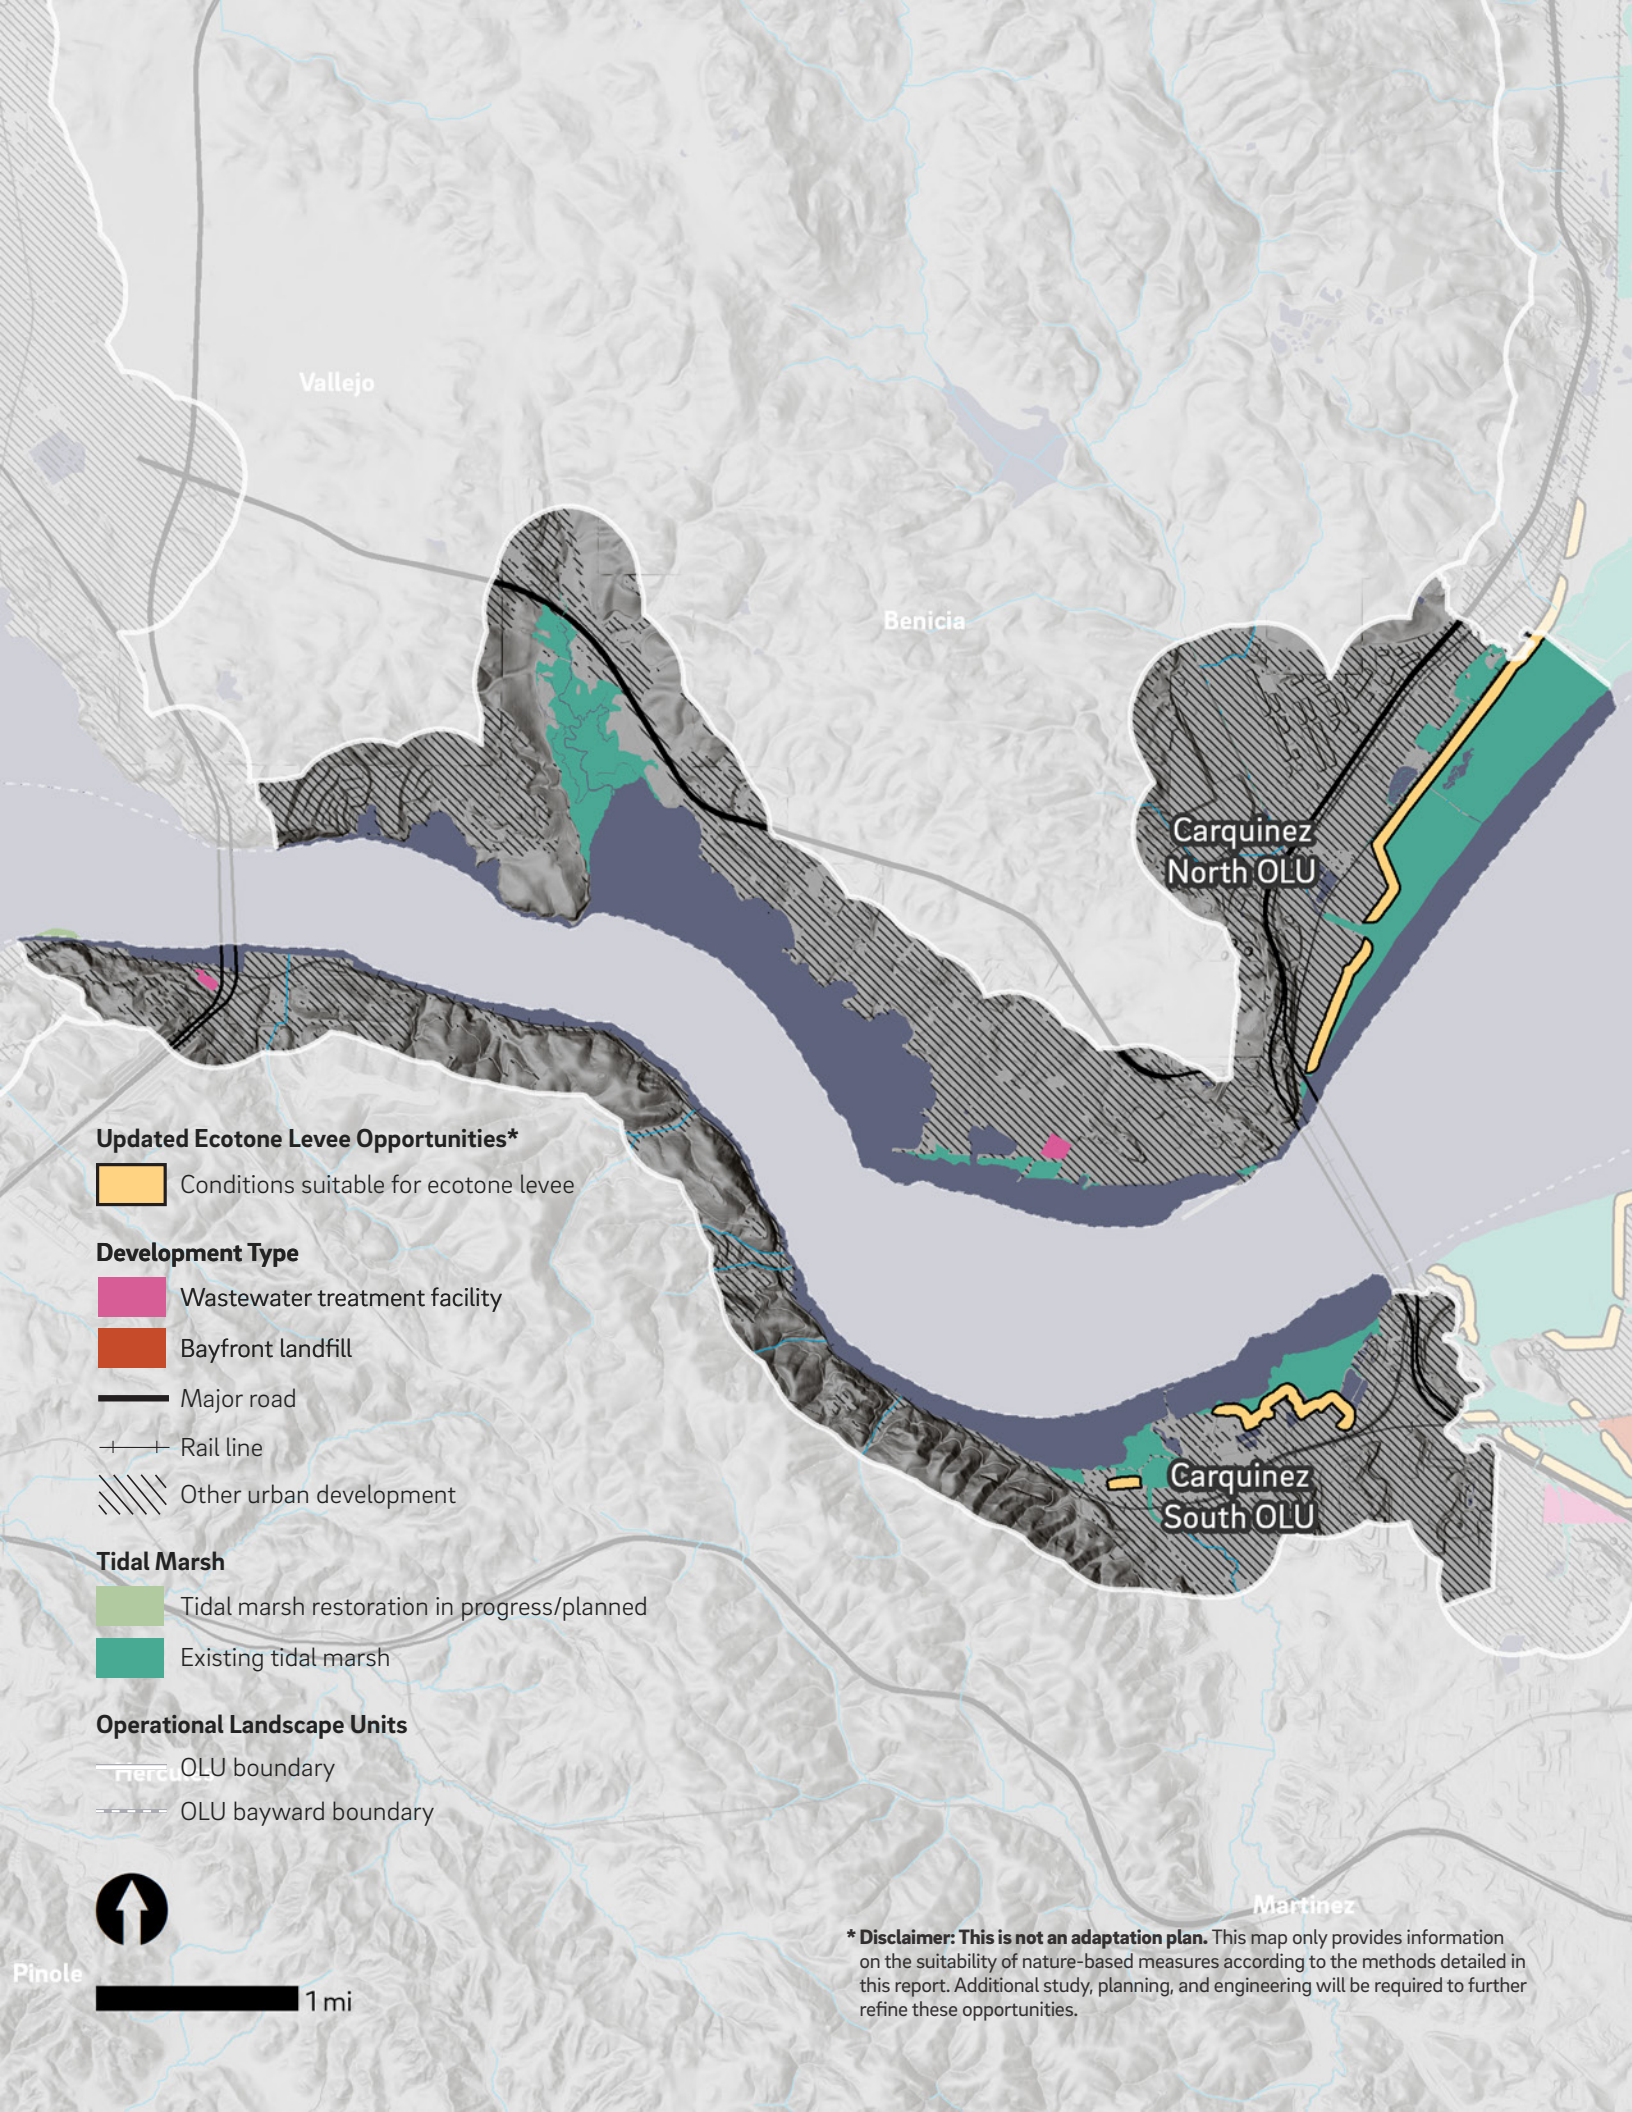 Vallejo
Benicia
Carquinez
North OLU
Updated Ecotone Levee Opportunities*
Conditions suitable for ecotone levee
Development Type
Wastewater treatment facility
Bayfront landfill
Major road
Rail line
Other urban development
Carquinez
South OLU
Tidal Marsh
Tidal marsh restoration in progress/planned
Existing tidal marsh
Operational Landscape Units
OLU boundary
Hercules
OLU bayward boundary
Martinez
* Disclaimer: This is not an adaptation plan. This map only provides information
on the suitability of nature-based measures according to the methods detailed in
this report. Additional study, planning, and engineering will be required to further
refine these opportunities.
Pinole
1 mi